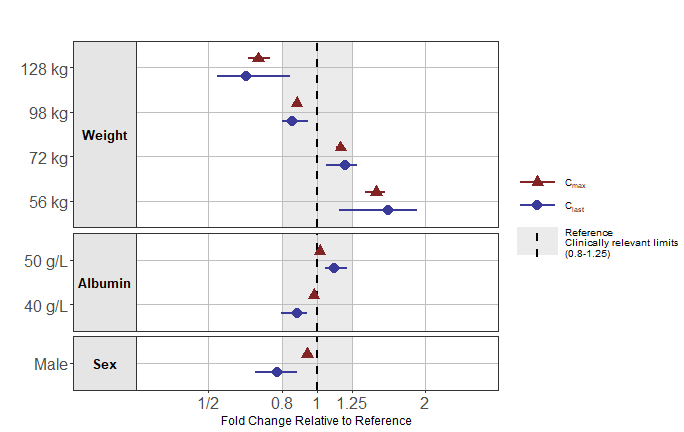 128 kg
98 kg
72 kg
56 kg
Weight
50 g/L
40 g/L
Albumin
Male
Sex
1/2 0.8 1 1.25 2
Fold Change Relative to Reference
Cmax
Clast
Reference
Clinically relevant limits
(0.8-1.25)